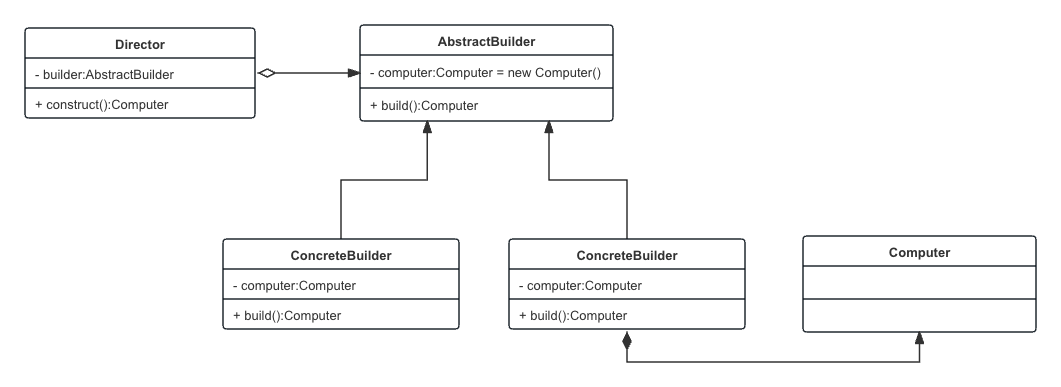 Director
- builder:AbstractBuilder
+ construct():Computer
AbstractBuilder
- computer:Computer = new Computer()
+ build():Computer
ConcreteBuilder
- computer:Computer
+ build():Computer
ConcreteBuilder
- computer:Computer
+ build():Computer
Computer